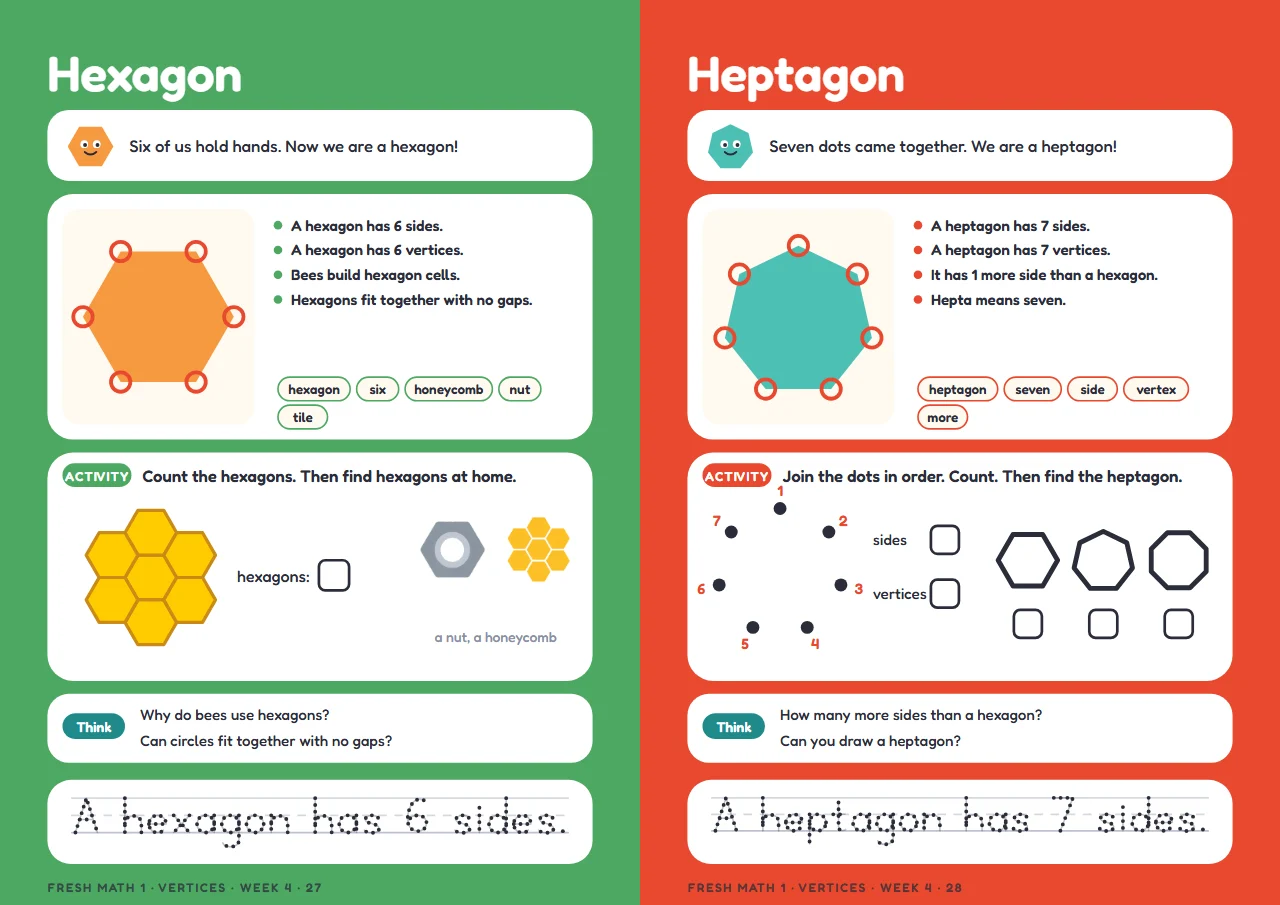 Hexagon
Six of us hold hands. Now we are a hexagon!
A hexagon has 6 sides.
A hexagon has 6 vertices.
Bees build hexagon cells.
Hexagons fit together with no gaps.
hexagon six honeycomb nut
tile
ACTIVITY Count the hexagons. Then find hexagons at home.
hexagons:
a nut, a honeycomb
Think
Why do bees use hexagons?
Can circles fit together with no gaps?
A hexagon has 6 sides.
FRESH MATH 1 · VERTICES · WEEK 4 · 27
Heptagon
Seven dots came together. We are a heptagon!
A heptagon has 7 sides.
A heptagon has 7 vertices.
It has 1 more side than a hexagon.
Hepta means seven.
heptagon seven side vertex
more
ACTIVITY Join the dots in order. Count. Then find the heptagon.
1
2
3
4
5
6
7
sides
vertices
Think
How many more sides than a hexagon?
Can you draw a heptagon?
A heptagon has 7 sides.
FRESH MATH 1 · VERTICES · WEEK 4 · 28